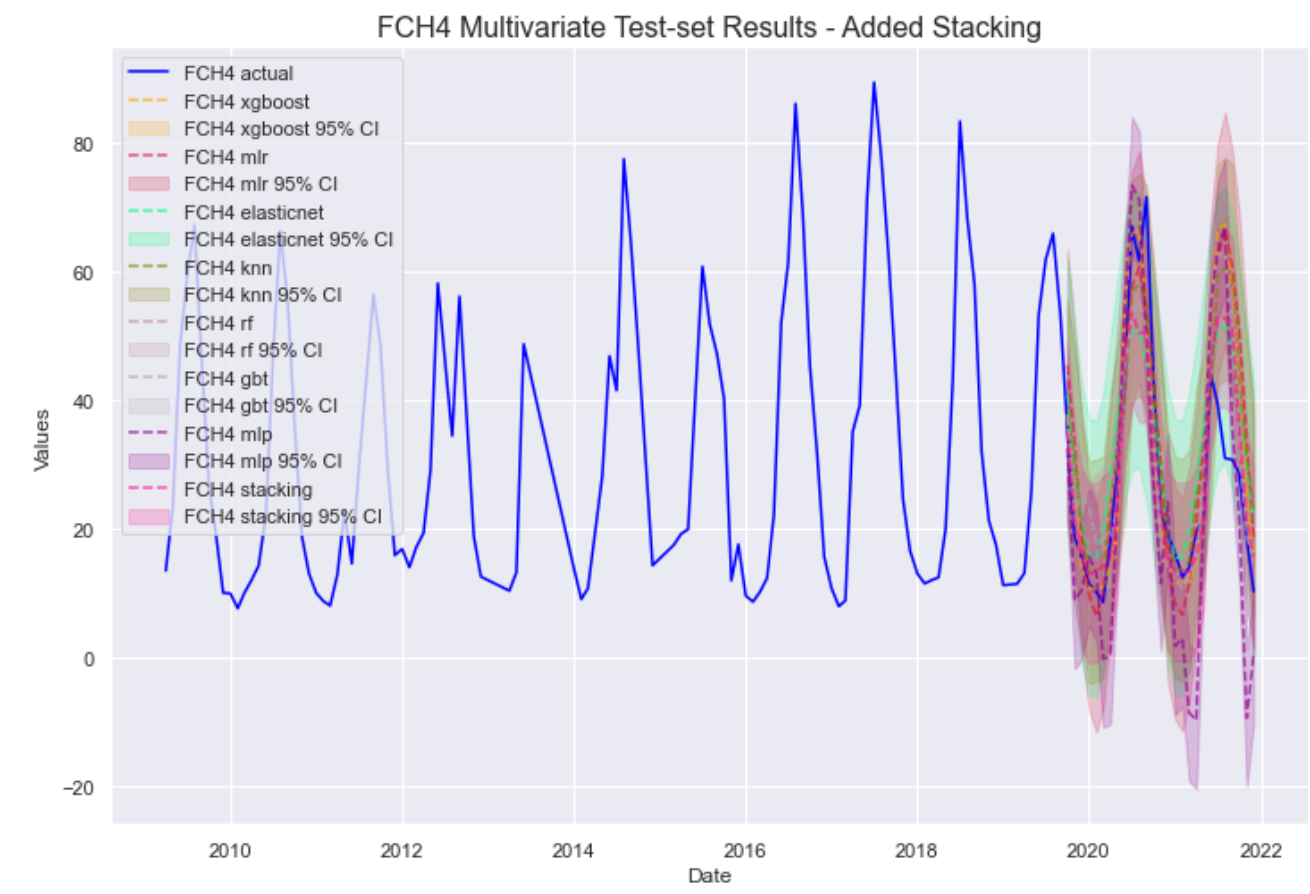 FCH4 Multivariate Test-set Results - Added Stacking
FCH4 actual
FCH4 xgboost
FCH4 xgboost 95% CI
FCH4 mlr
FCH4 mlr 95% CI
FCH4 elasticnet
FCH4 elasticnet 95% CI
FCH4 knn
FCH4 knn 95% CI
FCH4 rf
FCH4 rf 95% CI
FCH4 gbt
FCH4 gbt 95% CI
FCH4 mlp
FCH4 mlp 95% CI
FCH4 stacking
FCH4 stacking 95% CI
80
60
40
20
0
−20
Values
2010 2012 2014 2016 2018 2020 2022
Date